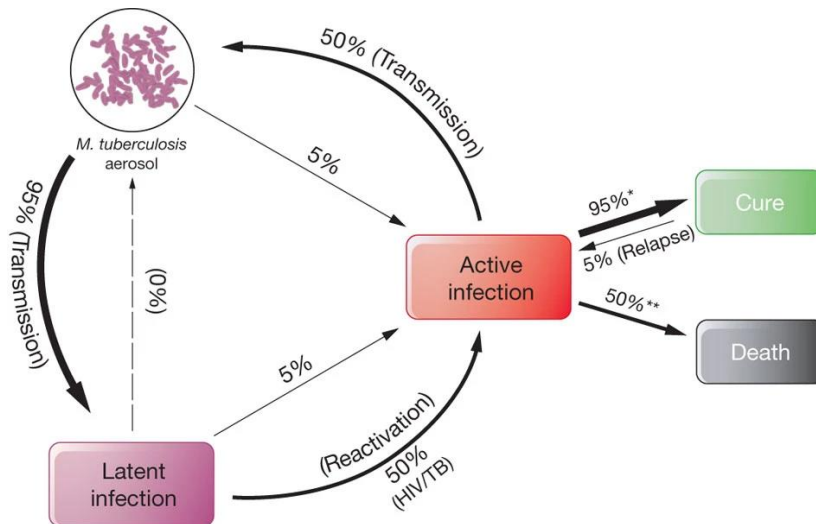 50% (Transmission)
M. tuberculosis
aerosol
5%
95% (Transmission)
(0%)
95%*
Cure
5% (Relapse)
Active
infection
50%**
Death
5%
(Reactivation)
50%
(HIV/TB)
Latent
infection